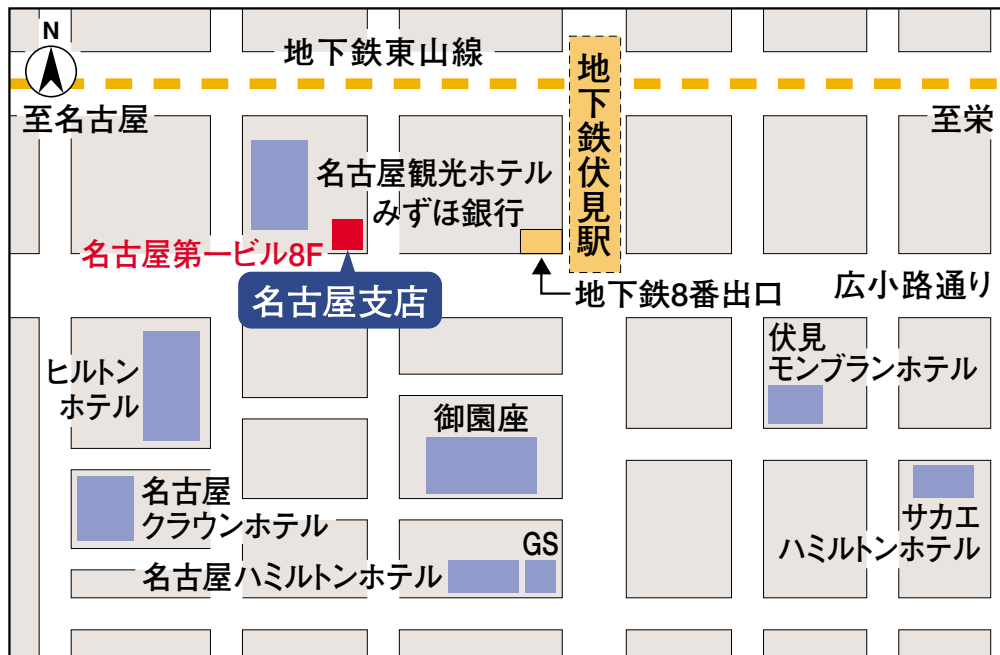 N
地下鉄東山線
至名古屋
至栄
地下鉄伏見駅
名古屋観光ホテル
みずほ銀行
名古屋第一ビル8F
名古屋支店
地下鉄8番出口
広小路通り
ヒルトン
ホテル
伏見
モンブランホテル
御園座
名古屋
クラウンホテル
GS
名古屋ハミルトンホテル
サカエ
ハミルトンホテル